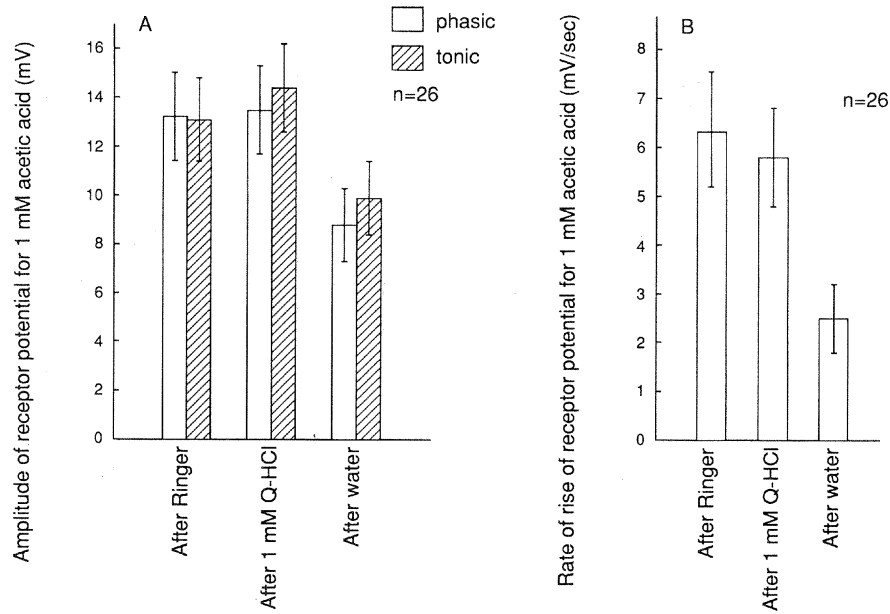 A
phasic
tonic
n=26
Amplitude of receptor potential for 1 mM acetic acid (mV)
16
14
12
10
8
6
4
2
0
After Ringer
After 1 mM Q-HCl
After water
B
n=26
Rate of rise of receptor potential for 1 mM acetic acid (mV/sec)
8
7
6
5
4
3
2
1
0
After Ringer
After 1 mM Q-HCl
After water